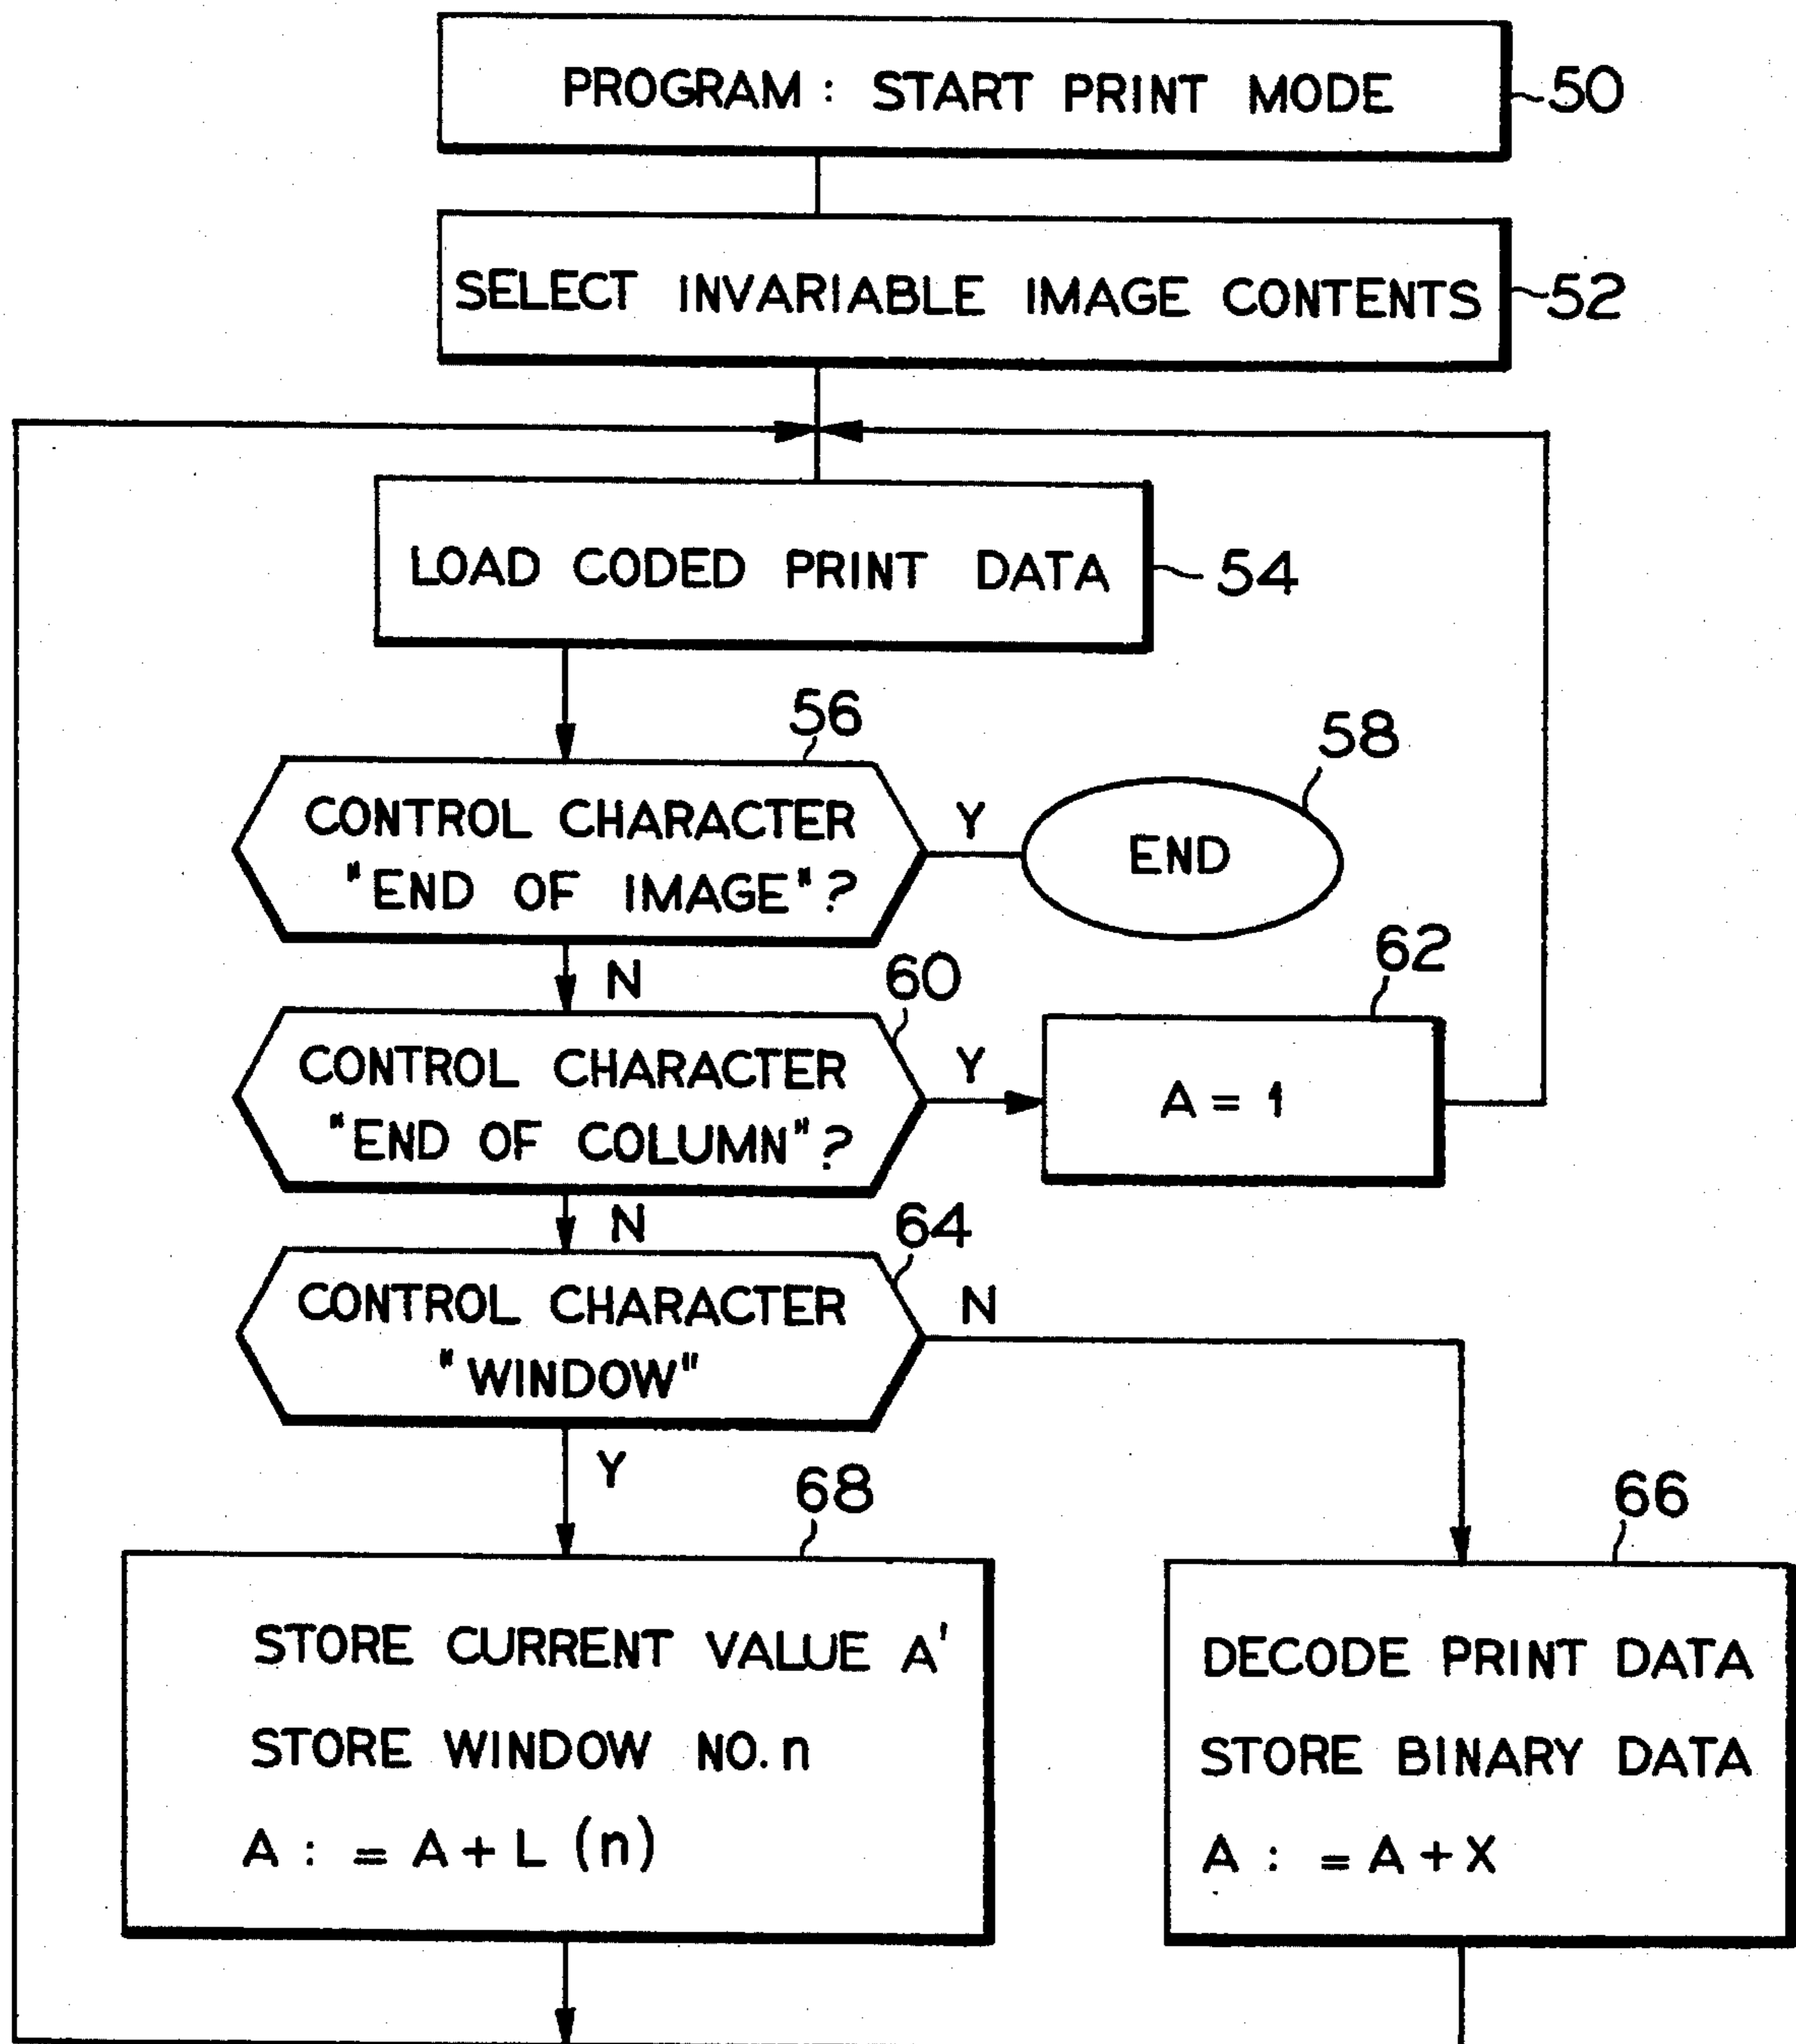 PROGRAM : START PRINT MODE
50
SELECT INVARIABLE IMAGE CONTENTS
52
LOAD CODED PRINT DATA
54
56
CONTROL CHARACTER
"END OF IMAGE"?
Y
58
END
N
60
CONTROL CHARACTER
"END OF COLUMN"?
Y
62
A = 1
N
64
CONTROL CHARACTER
"WINDOW"
N
Y
68
STORE CURRENT VALUE A'
STORE WINDOW NO. n
A : = A + L (n)
66
DECODE PRINT DATA
STORE BINARY DATA
A : = A + X